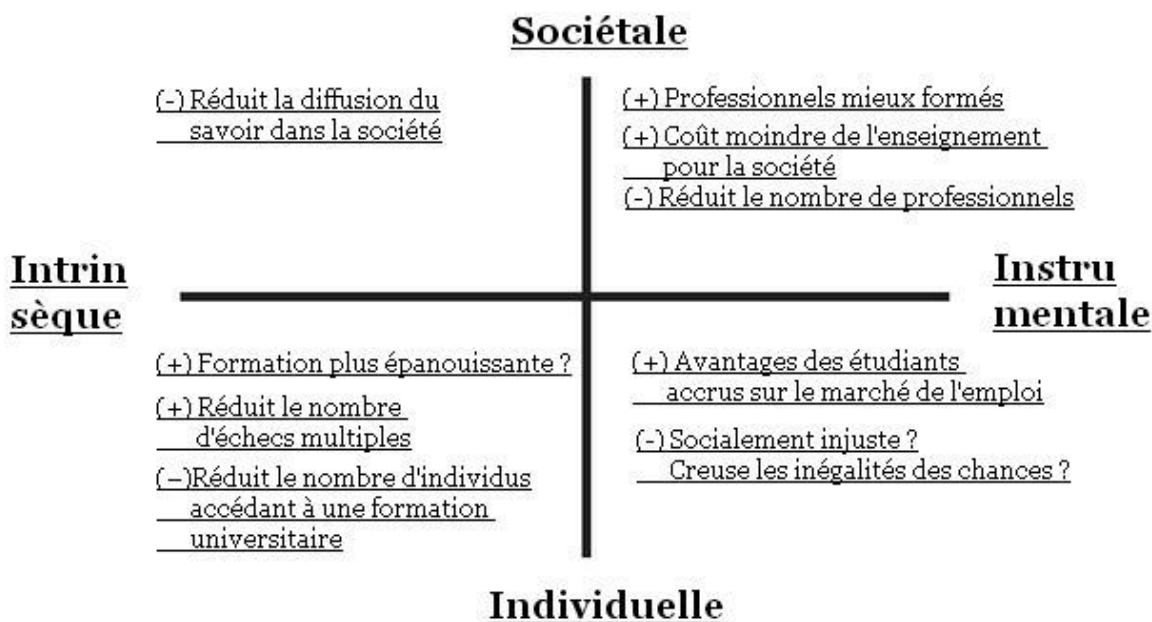 Sociétale
(-) Réduit la diffusion du
savoir dans la société
(+) Professionnels mieux formés
(+) Coût moindre de l'enseignement
pour la société
(-) Réduit le nombre de professionnels
Intrin
sèque
Instru
mentale
(+) Formation plus épanouissante ?
(+) Réduit le nombre
d'échecs multiples
(–)Réduit le nombre d'individus
accédant à une formation
universitaire
(+) Avantages des étudiants
accrus sur le marché de l'emploi
(-) Socialement injuste ?
Creuse les inégalités des chances ?
Individuelle